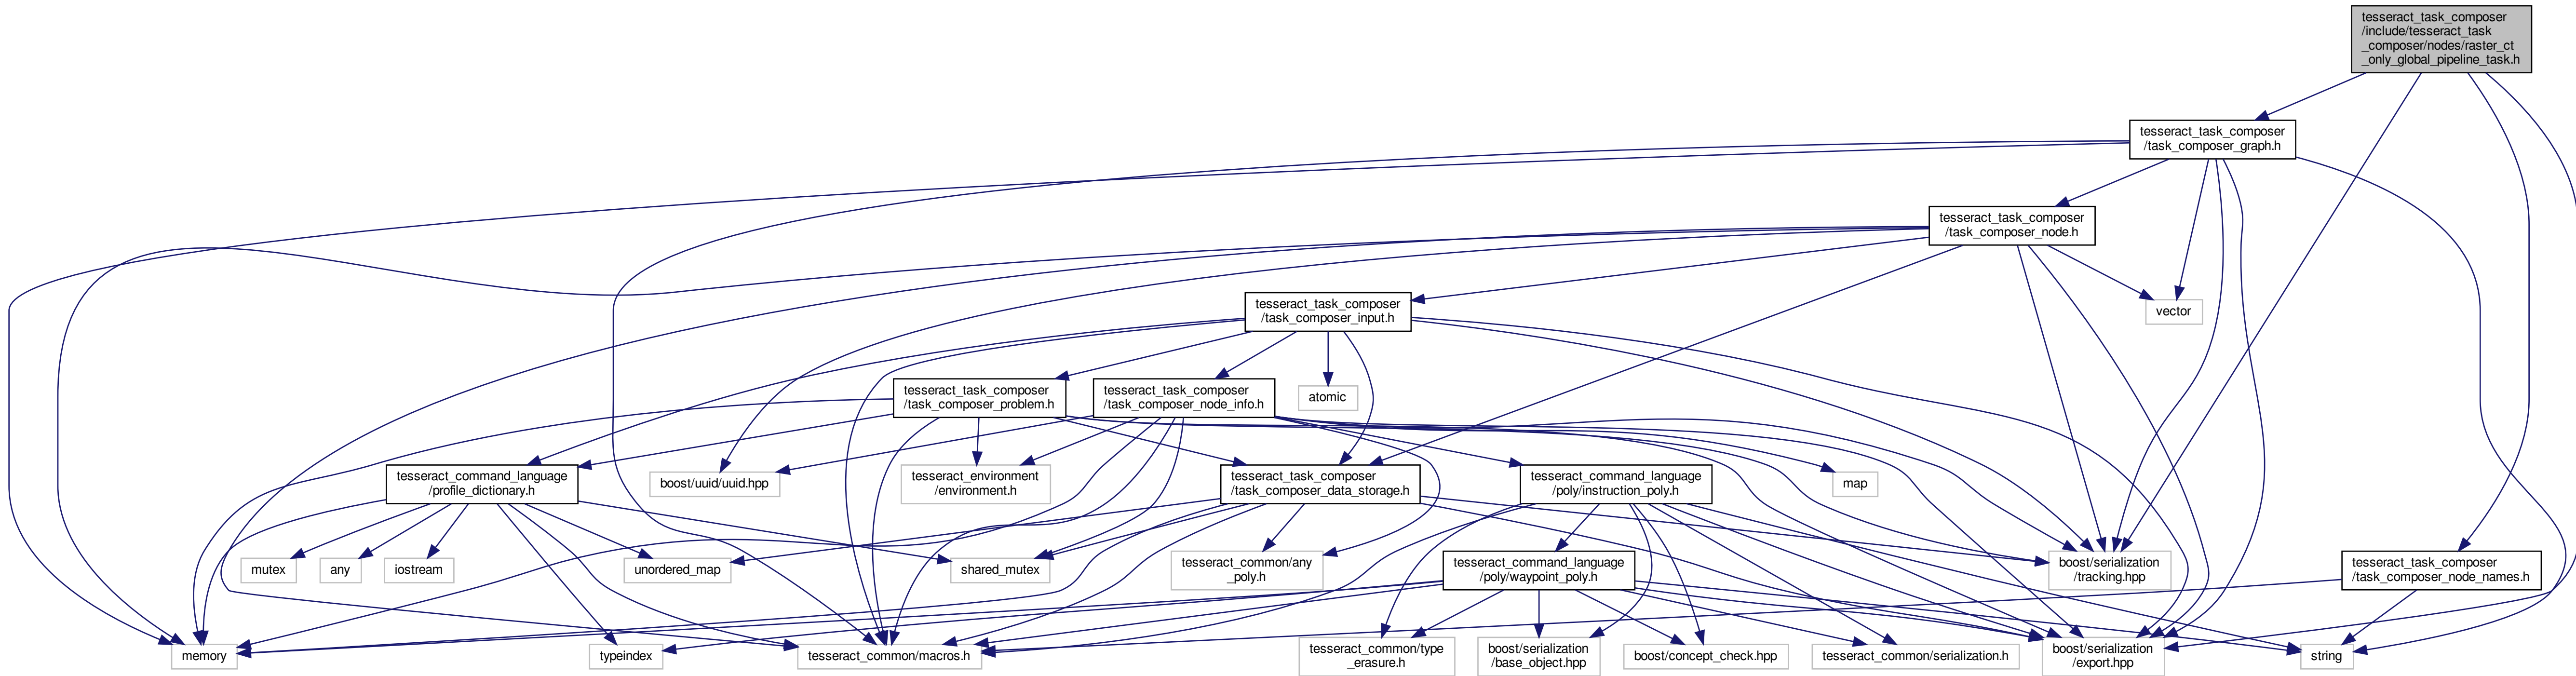 tesseract_task_composer
/include/tesseract_task
_composer/nodes/raster_ct
_only_global_pipeline_task.h
tesseract_task_composer
/task_composer_graph.h
tesseract_task_composer
/task_composer_node.h
tesseract_task_composer
/task_composer_input.h
vector
tesseract_task_composer
/task_composer_problem.h
tesseract_task_composer
/task_composer_node_info.h
atomic
tesseract_command_language
/profile_dictionary.h
boost/uuid/uuid.hpp
tesseract_environment
/environment.h
tesseract_task_composer
/task_composer_data_storage.h
tesseract_command_language
/poly/instruction_poly.h
map
mutex
any
iostream
unordered_map
shared_mutex
tesseract_common/any
_poly.h
tesseract_command_language
/poly/waypoint_poly.h
boost/serialization
/tracking.hpp
tesseract_task_composer
/task_composer_node_names.h
memory
typeindex
tesseract_common/macros.h
tesseract_common/type
_erasure.h
boost/serialization
/base_object.hpp
boost/concept_check.hpp
tesseract_common/serialization.h
boost/serialization
/export.hpp
string